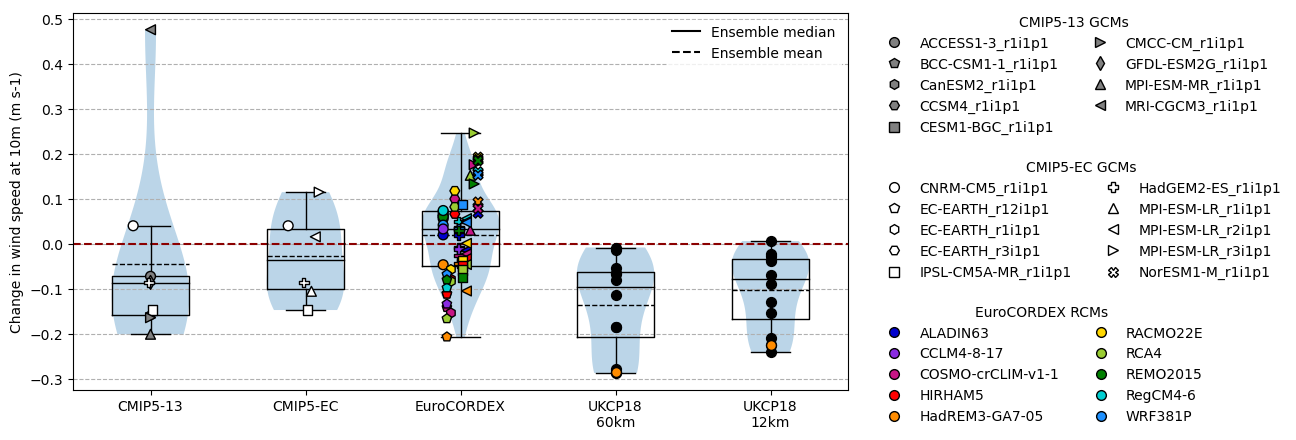 Change in wind speed at 10m (m s-1)
0.5
0.4
0.3
0.2
0.1
0.0
−0.1
−0.2
−0.3
Ensemble median
Ensemble mean
CMIP5-13
CMIP5-EC
EuroCORDEX
UKCP18
60km
UKCP18
12km
CMIP5-13 GCMs
ACCESS1-3_r1i1p1
BCC-CSM1-1_r1i1p1
CanESM2_r1i1p1
CCSM4_r1i1p1
CESM1-BGC_r1i1p1
CMCC-CM_r1i1p1
GFDL-ESM2G_r1i1p1
MPI-ESM-MR_r1i1p1
MRI-CGCM3_r1i1p1
CMIP5-EC GCMs
CNRM-CM5_r1i1p1
EC-EARTH_r12i1p1
EC-EARTH_r1i1p1
EC-EARTH_r3i1p1
IPSL-CM5A-MR_r1i1p1
HadGEM2-ES_r1i1p1
MPI-ESM-LR_r1i1p1
MPI-ESM-LR_r2i1p1
MPI-ESM-LR_r3i1p1
NorESM1-M_r1i1p1
EuroCORDEX RCMs
ALADIN63
CCLM4-8-17
COSMO-crCLIM-v1-1
HIRHAM5
HadREM3-GA7-05
RACMO22E
RCA4
REMO2015
RegCM4-6
WRF381P